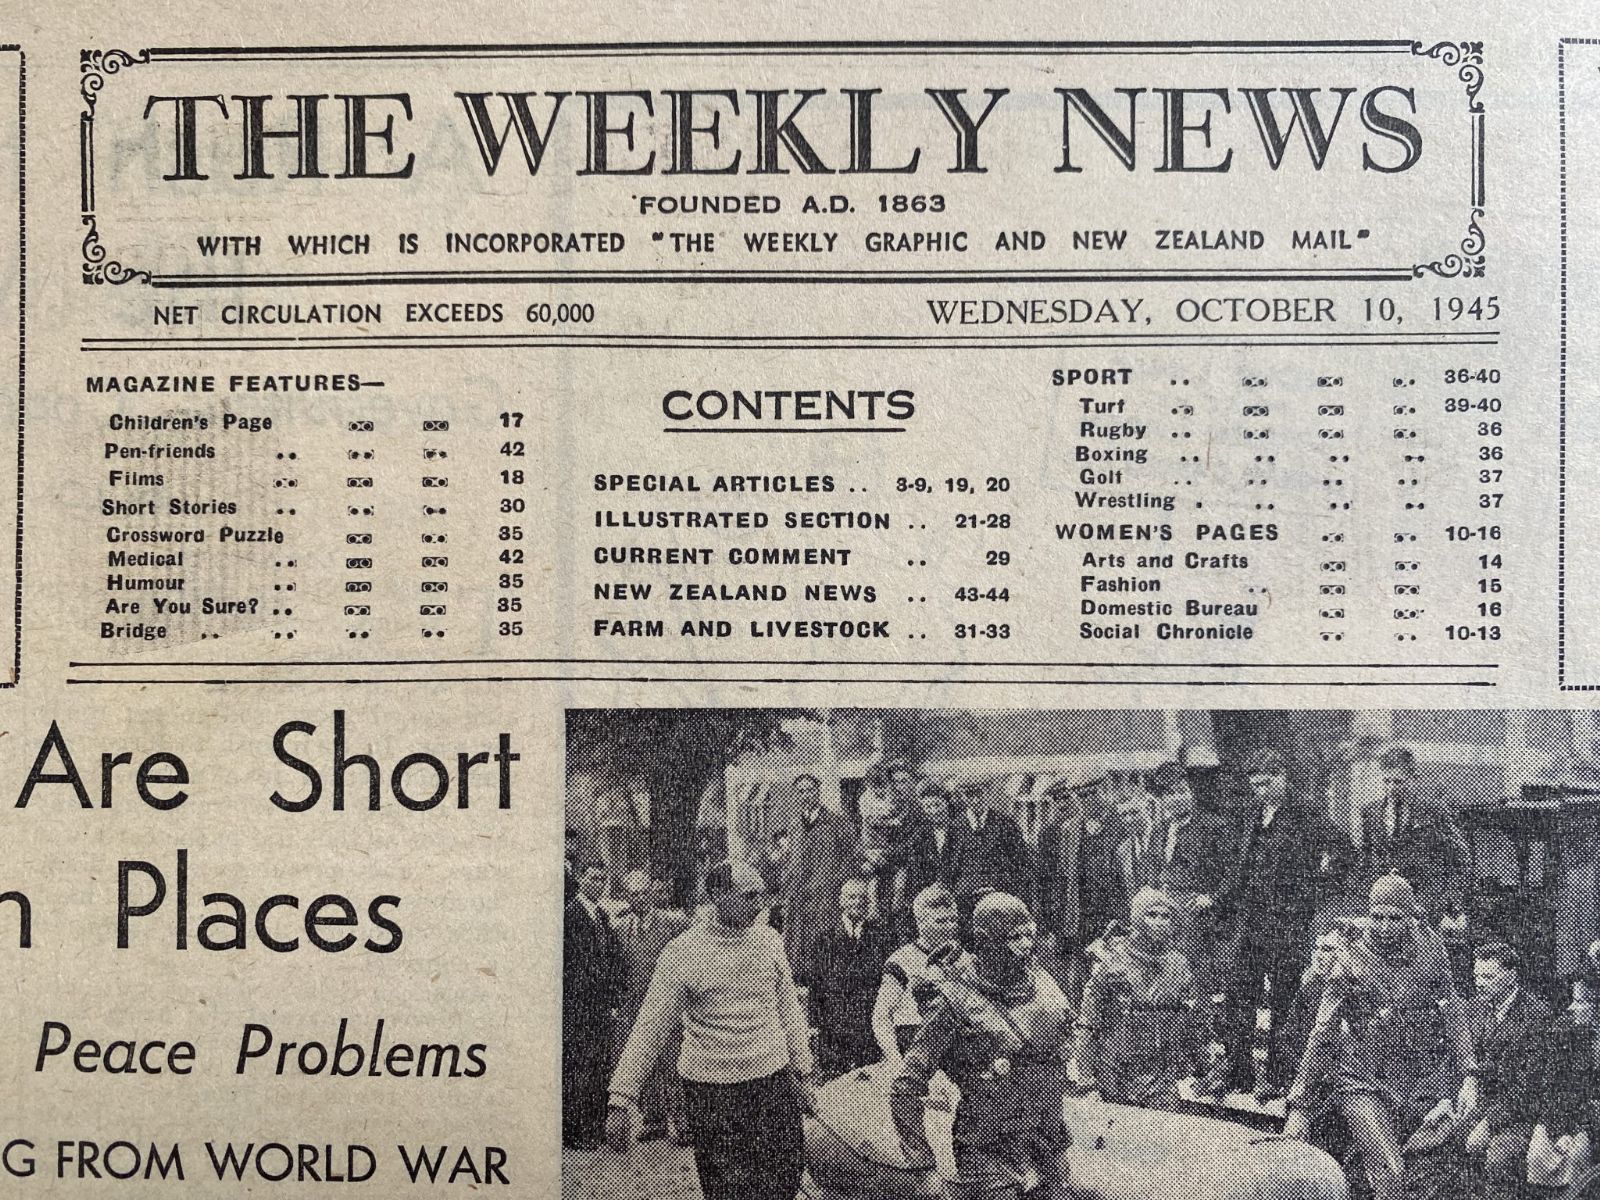 THE WEEKLY NEWS
FOUNDED A.D. 1863
WITH WHICH IS INCORPORATED "THE WEEKLY GRAPHIC AND NEW ZEALAND MAIL"
NET CIRCULATION EXCEEDS 60,000
WEDNESDAY, OCTOBER 10, 1945
MAGAZINE FEATURES—
Children's Page 17
Pen-friends .. 42
Films 18
Short Stories .. 30
Crossword Puzzle 35
Medical .. 42
Humour .. 35
Are You Sure? .. 35
Bridge .. .. .. .. 35
CONTENTS
SPECIAL ARTICLES .. 3-9, 19, 20
ILLUSTRATED SECTION .. 21-28
CURRENT COMMENT .. 29
NEW ZEALAND NEWS .. 43-44
FARM AND LIVESTOCK .. 31-33
SPORT .. 36-40
Turf 39-40
Rugby .. 36
Boxing .. .. .. .. 36
Golf .. .. .. .. 37
Wrestling . .. .. .. 37
WOMEN'S PAGES .. .. 10-16
Arts and Crafts 14
Fashion .. 15
Domestic Bureau 16
Social Chronicle .. .. 10-13
Are Short
n Places
Peace Problems
G FROM WORLD WAR